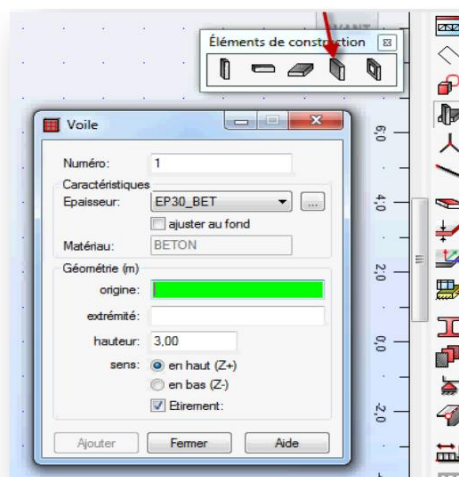 AVANT
Éléments de construction
Voile
Numéro: 1
Caractéristiques
Epaisseur: EP30_BET ...
ajuster au fond
Matériau: BETON
Géométrie (m)
origine:
extrémité:
hauteur: 3,00
sens: en haut (Z+)
en bas (Z-)
Etirement:
Ajouter Fermer Aide
6,0
4,0
2,0
0,0
-2,0